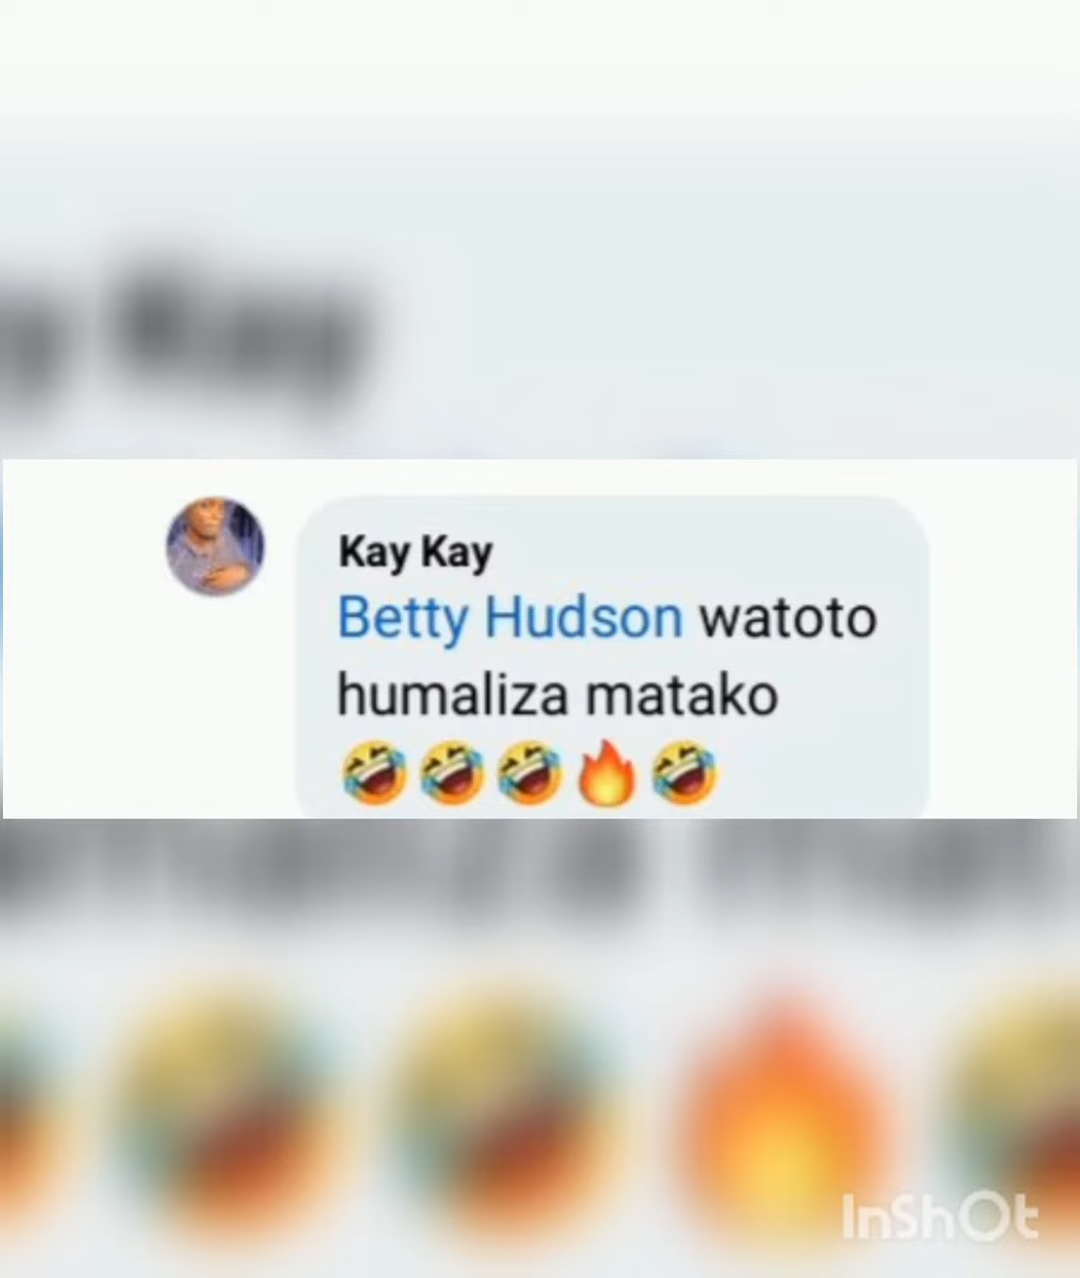 Kay Kay
Betty Hudson watoto
humaliza matako
🤣🤣🤣🔥🤣
InShOt